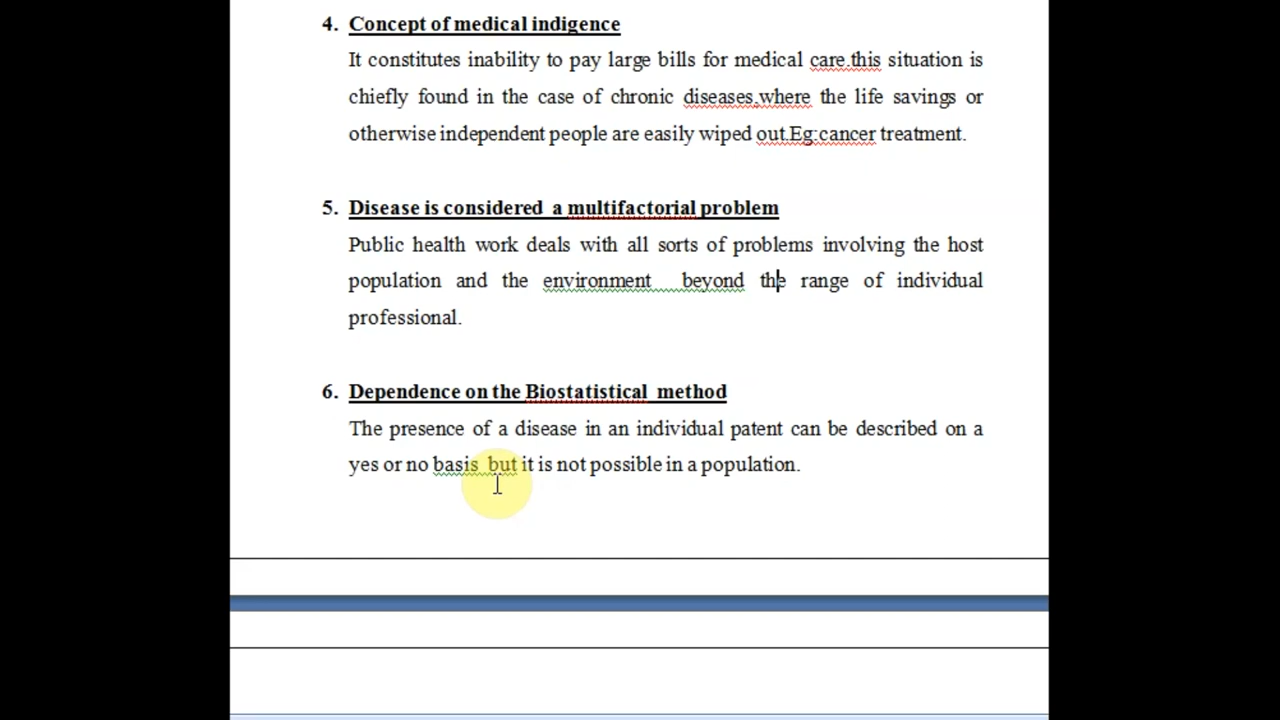 4. Concept of medical indigence
It constitutes inability to pay large bills for medical care.this situation is
chiefly found in the case of chronic diseases,where the life savings or
otherwise independent people are easily wiped out.Eg:cancer treatment.
5. Disease is considered a multifactorial problem
Public health work deals with all sorts of problems involving the host
population and the environment beyond the range of individual
professional.
6. Dependence on the Biostatistical method
The presence of a disease in an individual patent can be described on a
yes or no basis but it is not possible in a population.